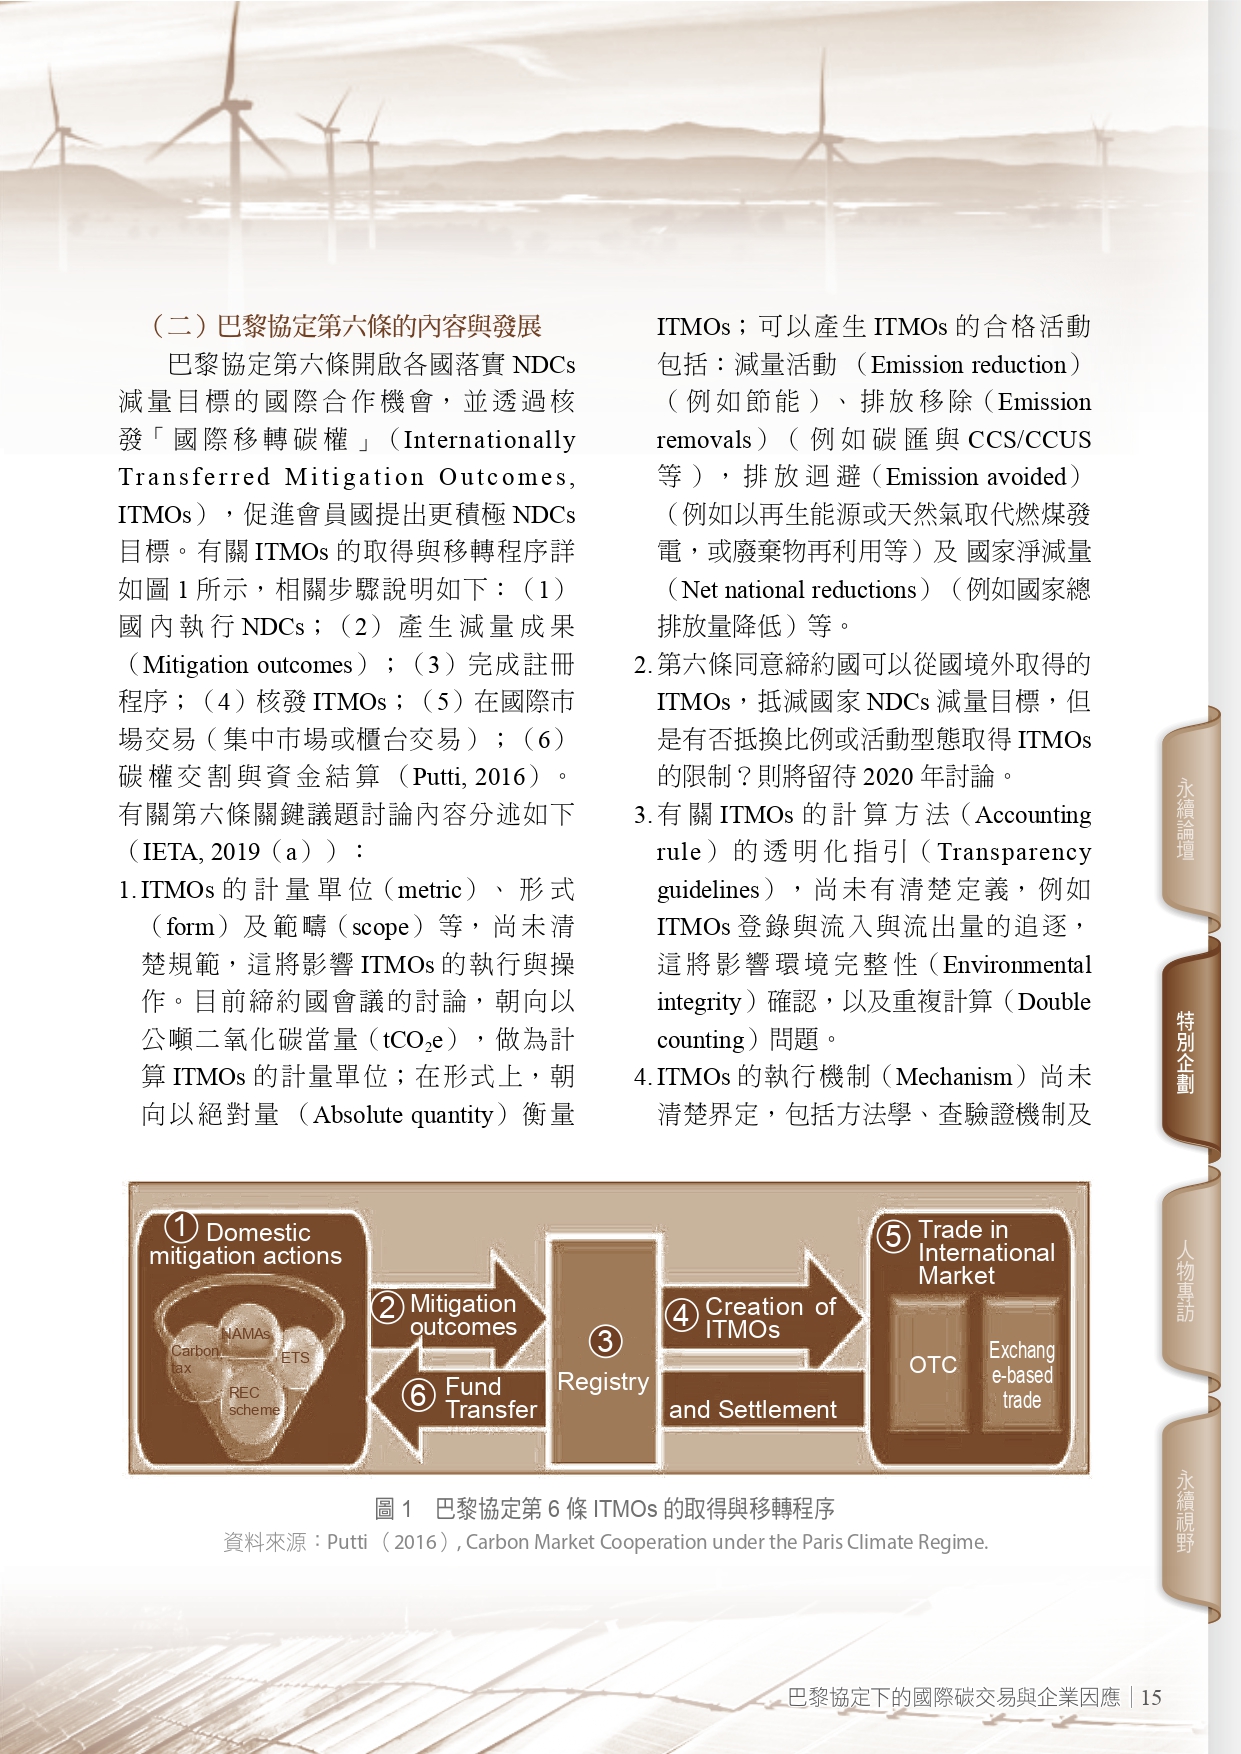 （二）巴黎協定第六條的內容與發展
巴黎協定第六條開啟各國落實 NDCs
減量目標的國際合作機會，並透過核
發「國際移轉碳權」（Internationally
Transferred Mitigation Outcomes,
ITMOs），促進會員國提出更積極 NDCs
目標。有關 ITMOs 的取得與移轉程序詳
如圖 1 所示，相關步驟說明如下：（1）
國內執行 NDCs；（2）產生減量成果
（Mitigation outcomes）；（3）完成註冊
程序；（4）核發 ITMOs；（5）在國際市
場交易（集中市場或櫃台交易）；（6）
碳權交割與資金結算（Putti, 2016）。
有關第六條關鍵議題討論內容分述如下
（IETA, 2019（a））：
1. ITMOs 的計量單位（metric）、形式
（form）及範疇（scope）等，尚未清
楚規範，這將影響 ITMOs 的執行與操
作。目前締約國會議的討論，朝向以
公噸二氧化碳當量（tCO₂e），做為計
算 ITMOs 的計量單位；在形式上，朝
向以絕對量（Absolute quantity）衡量
ITMOs；可以產生 ITMOs 的合格活動
包括：減量活動（Emission reduction）
（例如節能）、排放移除（Emission
removals）（例如碳匯與 CCS/CCUS
等），排放迴避（Emission avoided）
（例如以再生能源或天然氣取代燃煤發
電，或廢棄物再利用等）及 國家淨減量
（Net national reductions）（例如國家總
排放量降低）等。
2. 第六條同意締約國可以從國境外取得的
ITMOs，抵減國家 NDCs 減量目標，但
是有否抵換比例或活動型態取得 ITMOs
的限制？則將留待 2020 年討論。
3. 有關 ITMOs 的計算方法（Accounting
rule）的透明化指引（Transparency
guidelines），尚未有清楚定義，例如
ITMOs 登錄與流入與流出量的追逐，
這將影響環境完整性（Environmental
integrity）確認，以及重複計算（Double
counting）問題。
4. ITMOs 的執行機制（Mechanism）尚未
清楚界定，包括方法學、查驗證機制及
① Domestic
mitigation actions
NAMAs
Carbon
tax
ETS
REC
scheme
② Mitigation
outcomes
③
Registry
④ Creation of
ITMOs
⑤ Trade in
International
Market
OTC
Exchang
e-based
trade
⑥ Fund
Transfer
and Settlement
圖 1　巴黎協定第 6 條 ITMOs 的取得與移轉程序
資料來源：Putti（2016）, Carbon Market Cooperation under the Paris Climate Regime.
永續論壇
特別企劃
人物專訪
永續視野
巴黎協定下的國際碳交易與企業因應｜15